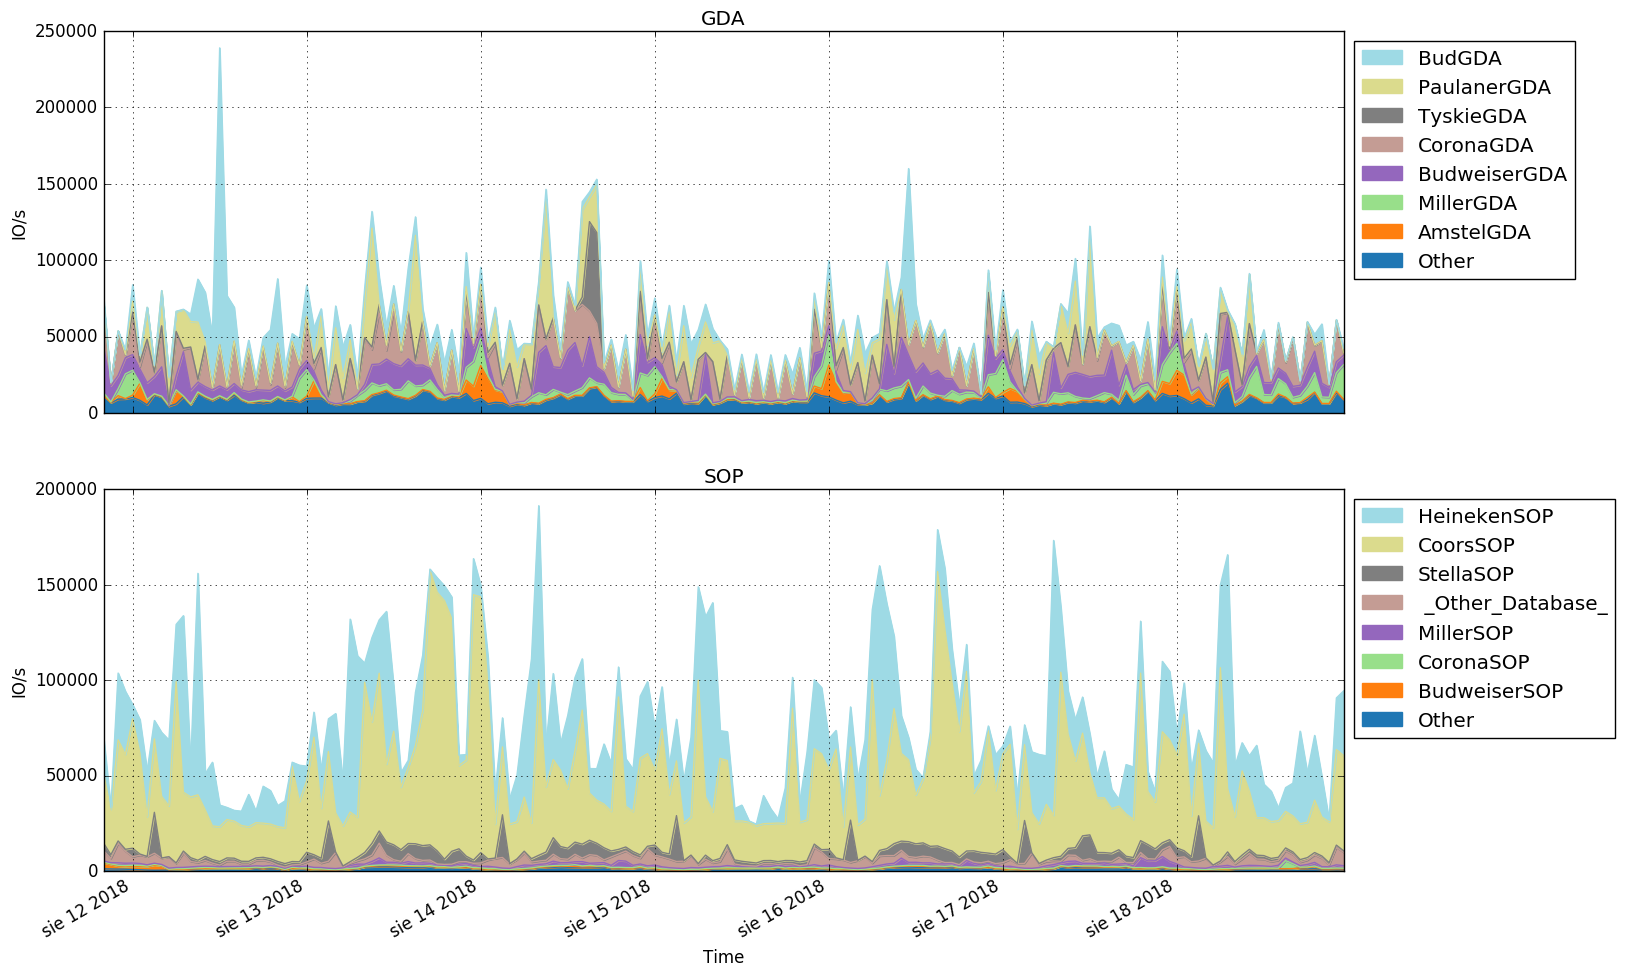 GDA
250000
200000
150000
100000
50000
0
IO/s
BudGDA
PaulanerGDA
TyskieGDA
CoronaGDA
BudweiserGDA
MillerGDA
AmstelGDA
Other
SOP
200000
150000
100000
50000
0
IO/s
HeinekenSOP
CoorsSOP
StellaSOP
_Other_Database_
MillerSOP
CoronaSOP
BudweiserSOP
Other
sie 12 2018
sie 13 2018
sie 14 2018
sie 15 2018
sie 16 2018
sie 17 2018
sie 18 2018
Time